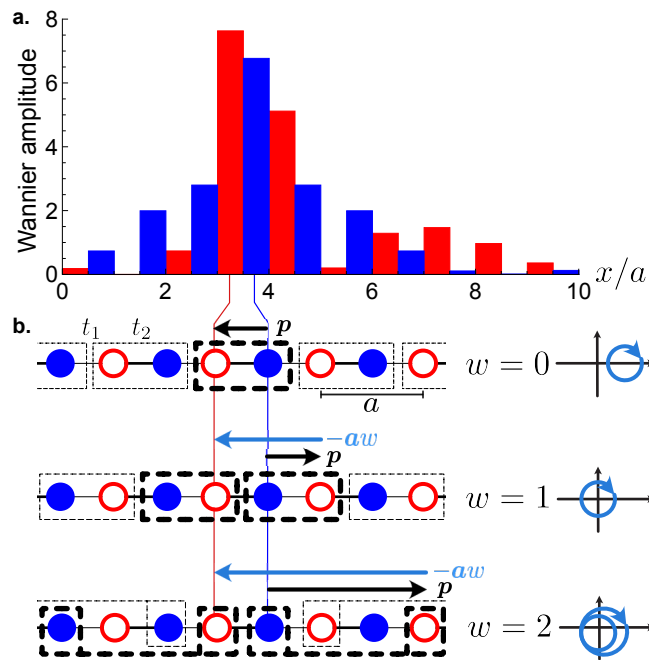 a.
Wannier amplitude
8
6
4
2
0
0 2 4 6 8 10 x/a
b.
t₁ t₂ p
w = 0
a
-aw
p
w = 1
-aw
p
w = 2